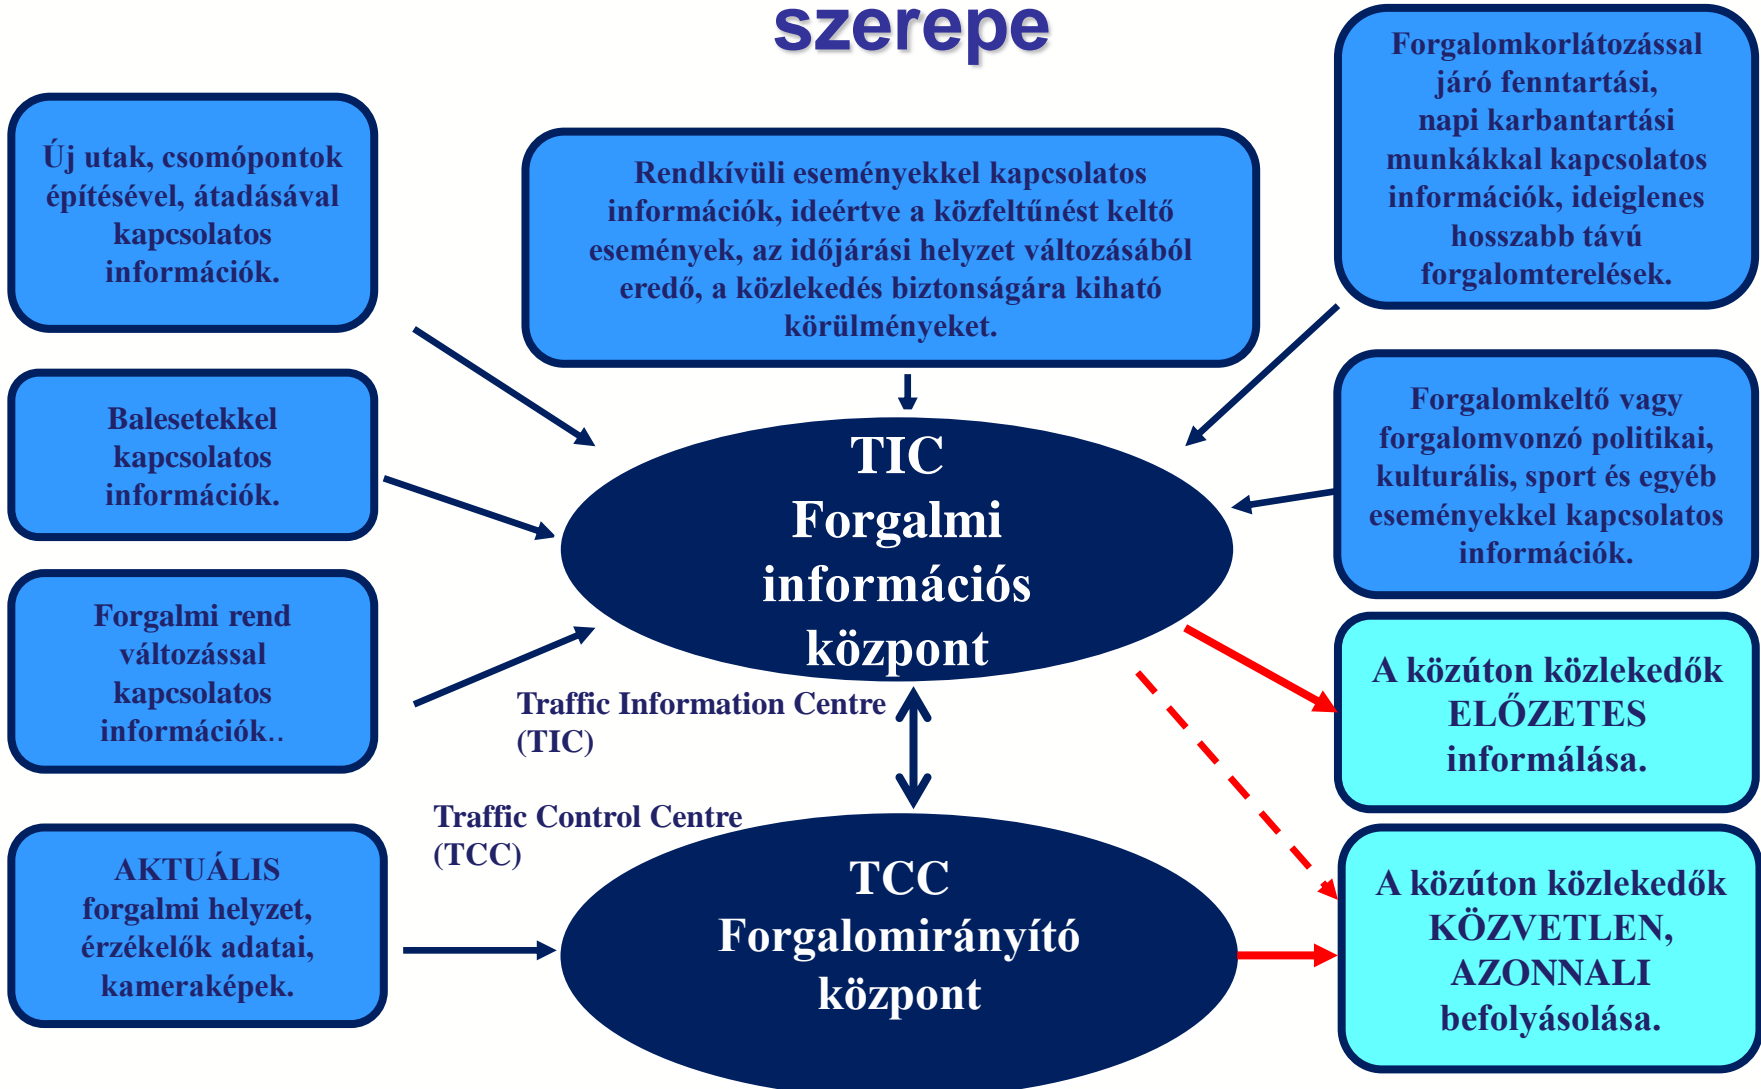 szerepe
Új utak, csomópontok
építésével, átadásával
kapcsolatos
információk.
Rendkívüli eseményekkel kapcsolatos
információk, ideértve a közfeltűnést keltő
események, az időjárási helyzet változásából
eredő, a közlekedés biztonságára kiható
körülményeket.
Forgalomkorlátozással
járó fenntartási,
napi karbantartási
munkákkal kapcsolatos
információk, ideiglenes
hosszabb távú
forgalomterelések.
Balesetekkel
kapcsolatos
információk.
TIC
Forgalmi
információs
központ
Forgalomkeltő vagy
forgalomvonzó politikai,
kulturális, sport és egyéb
eseményekkel kapcsolatos
információk.
Forgalmi rend
változással
kapcsolatos
információk..
Traffic Information Centre
(TIC)
A közúton közlekedők
ELŐZETES
informálása.
Traffic Control Centre
(TCC)
AKTUÁLIS
forgalmi helyzet,
érzékelők adatai,
kameraképek.
TCC
Forgalomirányító
központ
A közúton közlekedők
KÖZVETLEN,
AZONNALI
befolyásolása.